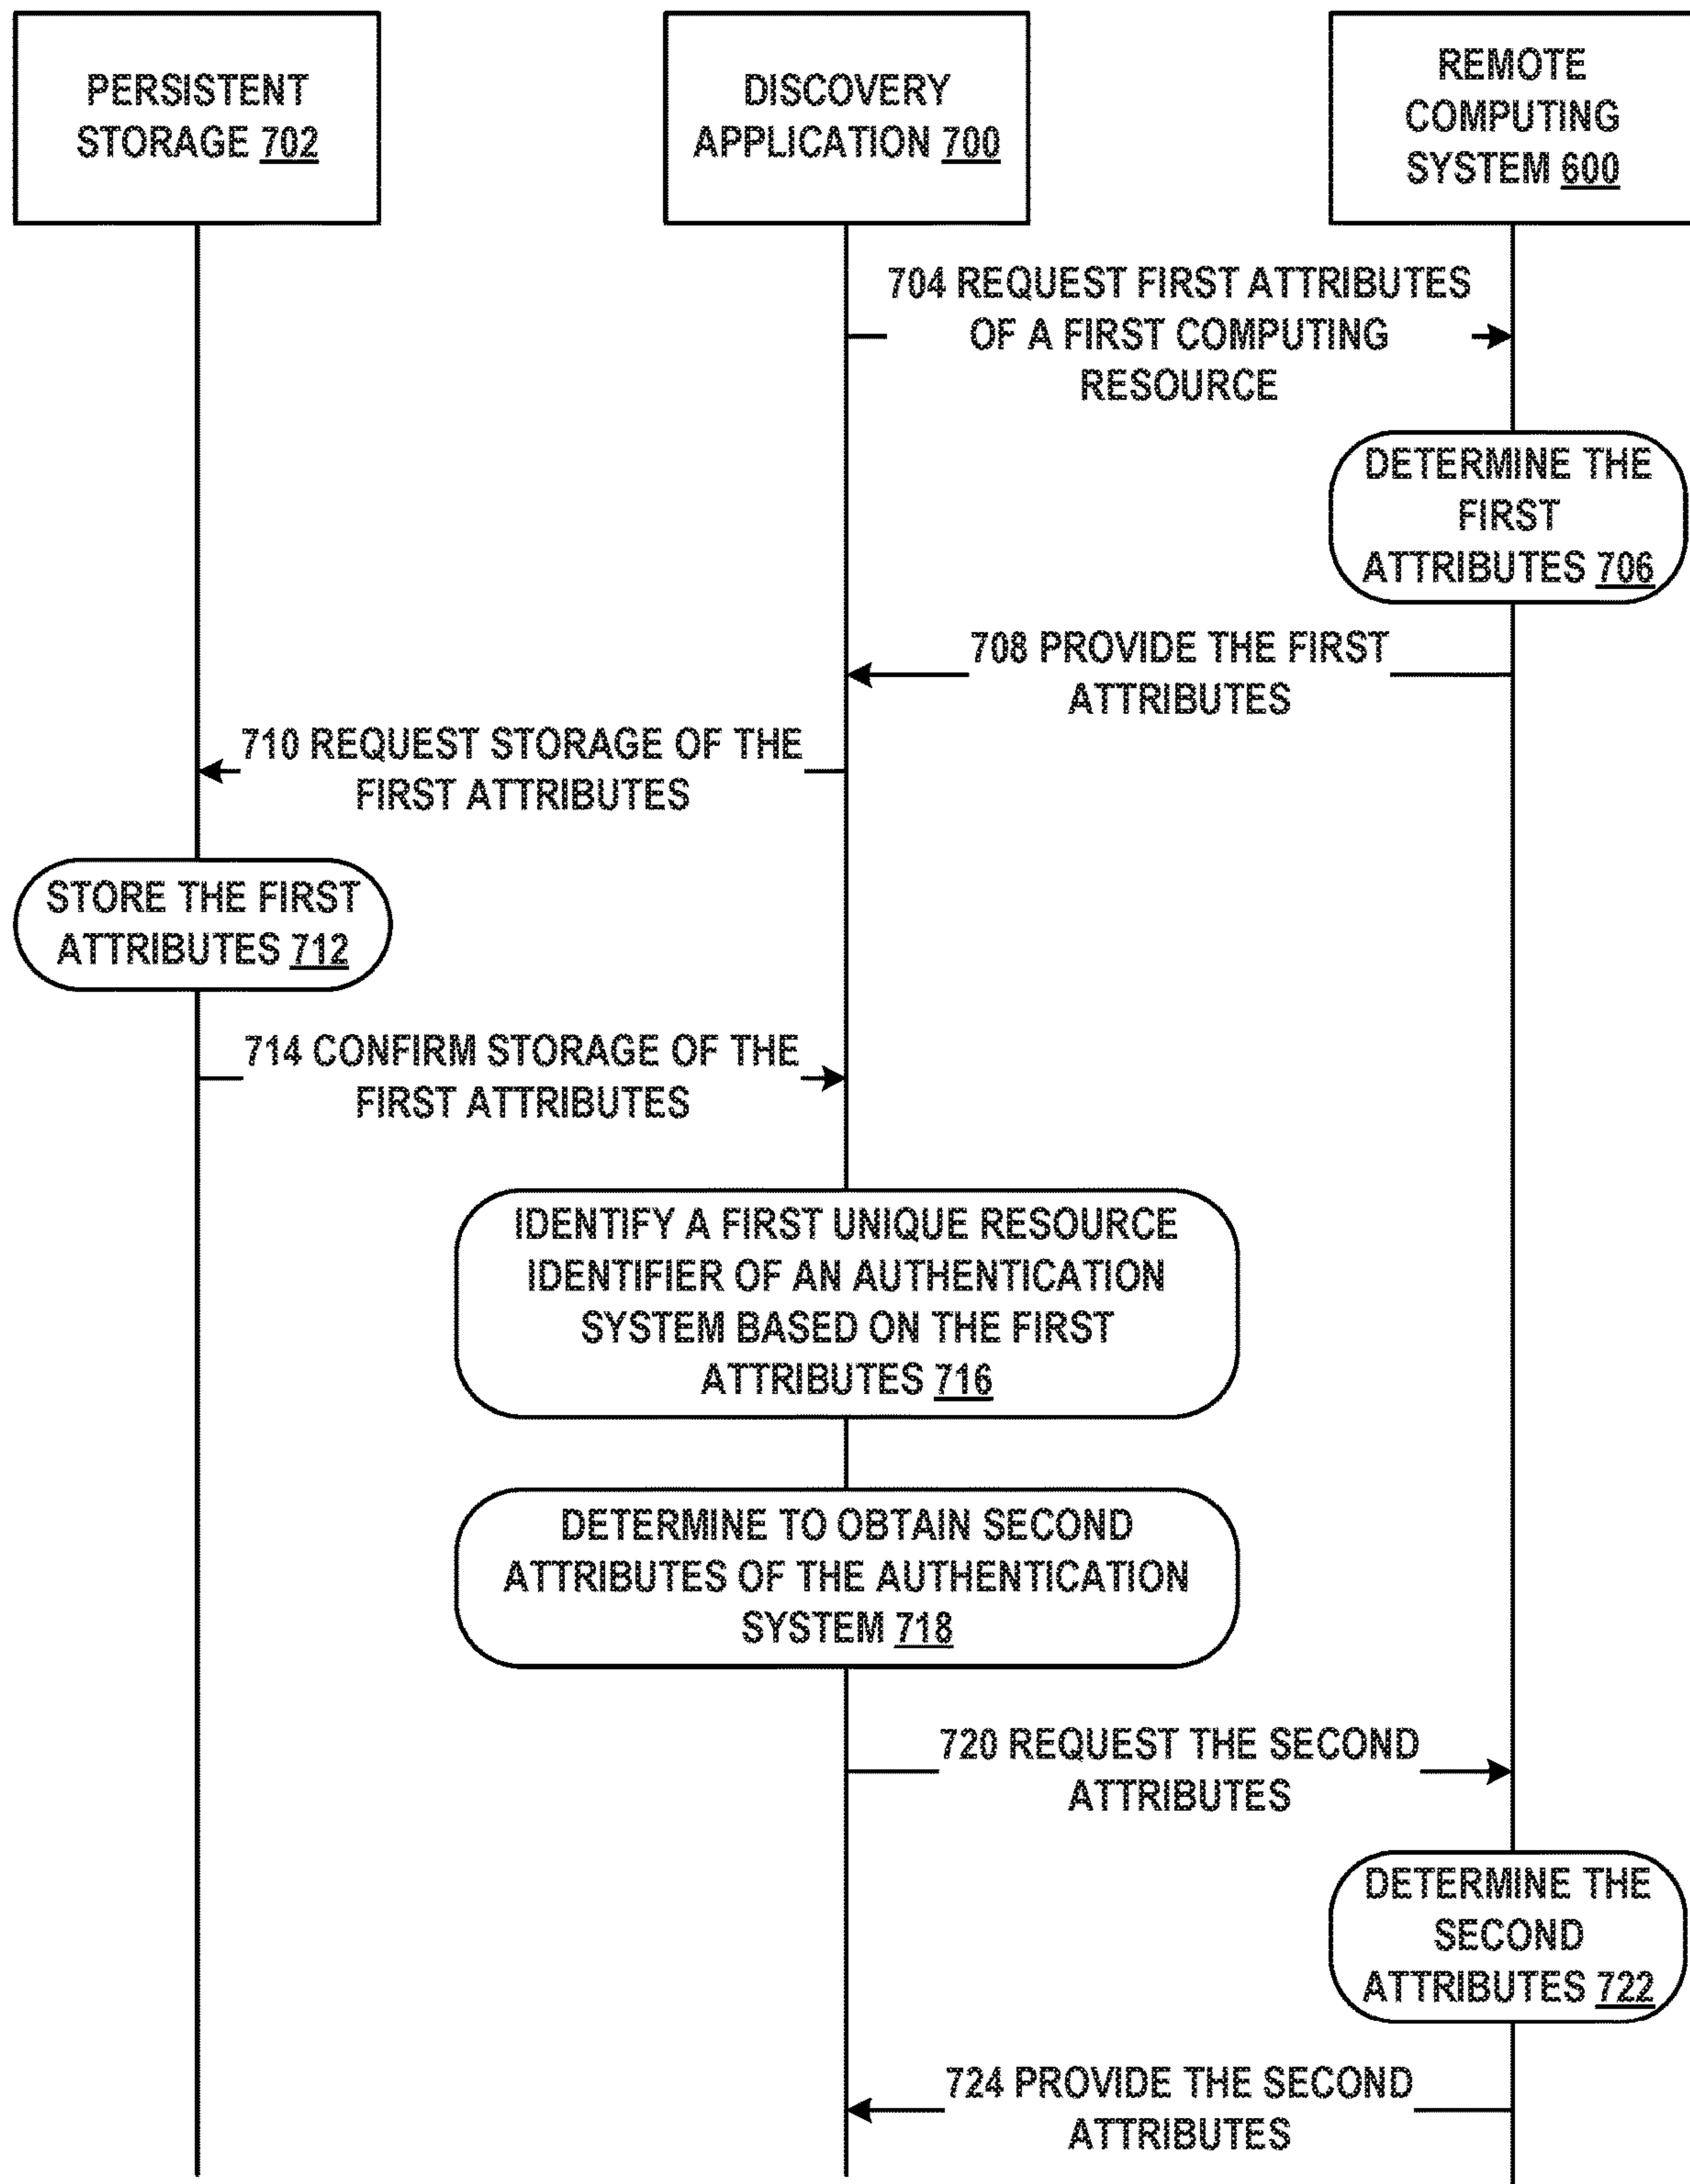 PERSISTENT
STORAGE 702
DISCOVERY
APPLICATION 700
REMOTE
COMPUTING
SYSTEM 600
704 REQUEST FIRST ATTRIBUTES
OF A FIRST COMPUTING
RESOURCE
DETERMINE THE
FIRST
ATTRIBUTES 706
708 PROVIDE THE FIRST
ATTRIBUTES
710 REQUEST STORAGE OF THE
FIRST ATTRIBUTES
STORE THE FIRST
ATTRIBUTES 712
714 CONFIRM STORAGE OF THE
FIRST ATTRIBUTES
IDENTIFY A FIRST UNIQUE RESOURCE
IDENTIFIER OF AN AUTHENTICATION
SYSTEM BASED ON THE FIRST
ATTRIBUTES 716
DETERMINE TO OBTAIN SECOND
ATTRIBUTES OF THE AUTHENTICATION
SYSTEM 718
720 REQUEST THE SECOND
ATTRIBUTES
DETERMINE THE
SECOND
ATTRIBUTES 722
724 PROVIDE THE SECOND
ATTRIBUTES